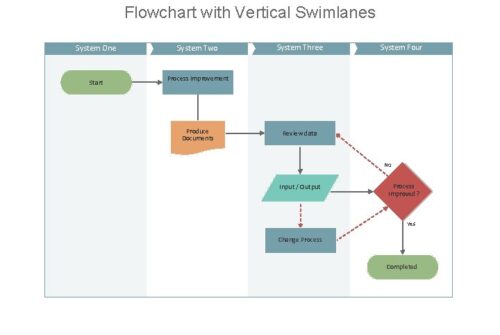 Flowchart with Vertical Swimlanes
System One
System Two
System Three
System Four
Start
Process Improvement
Produce
Documents
Review data
No
Input / Output
Process
Improved ?
Yes
Change Process
Completed